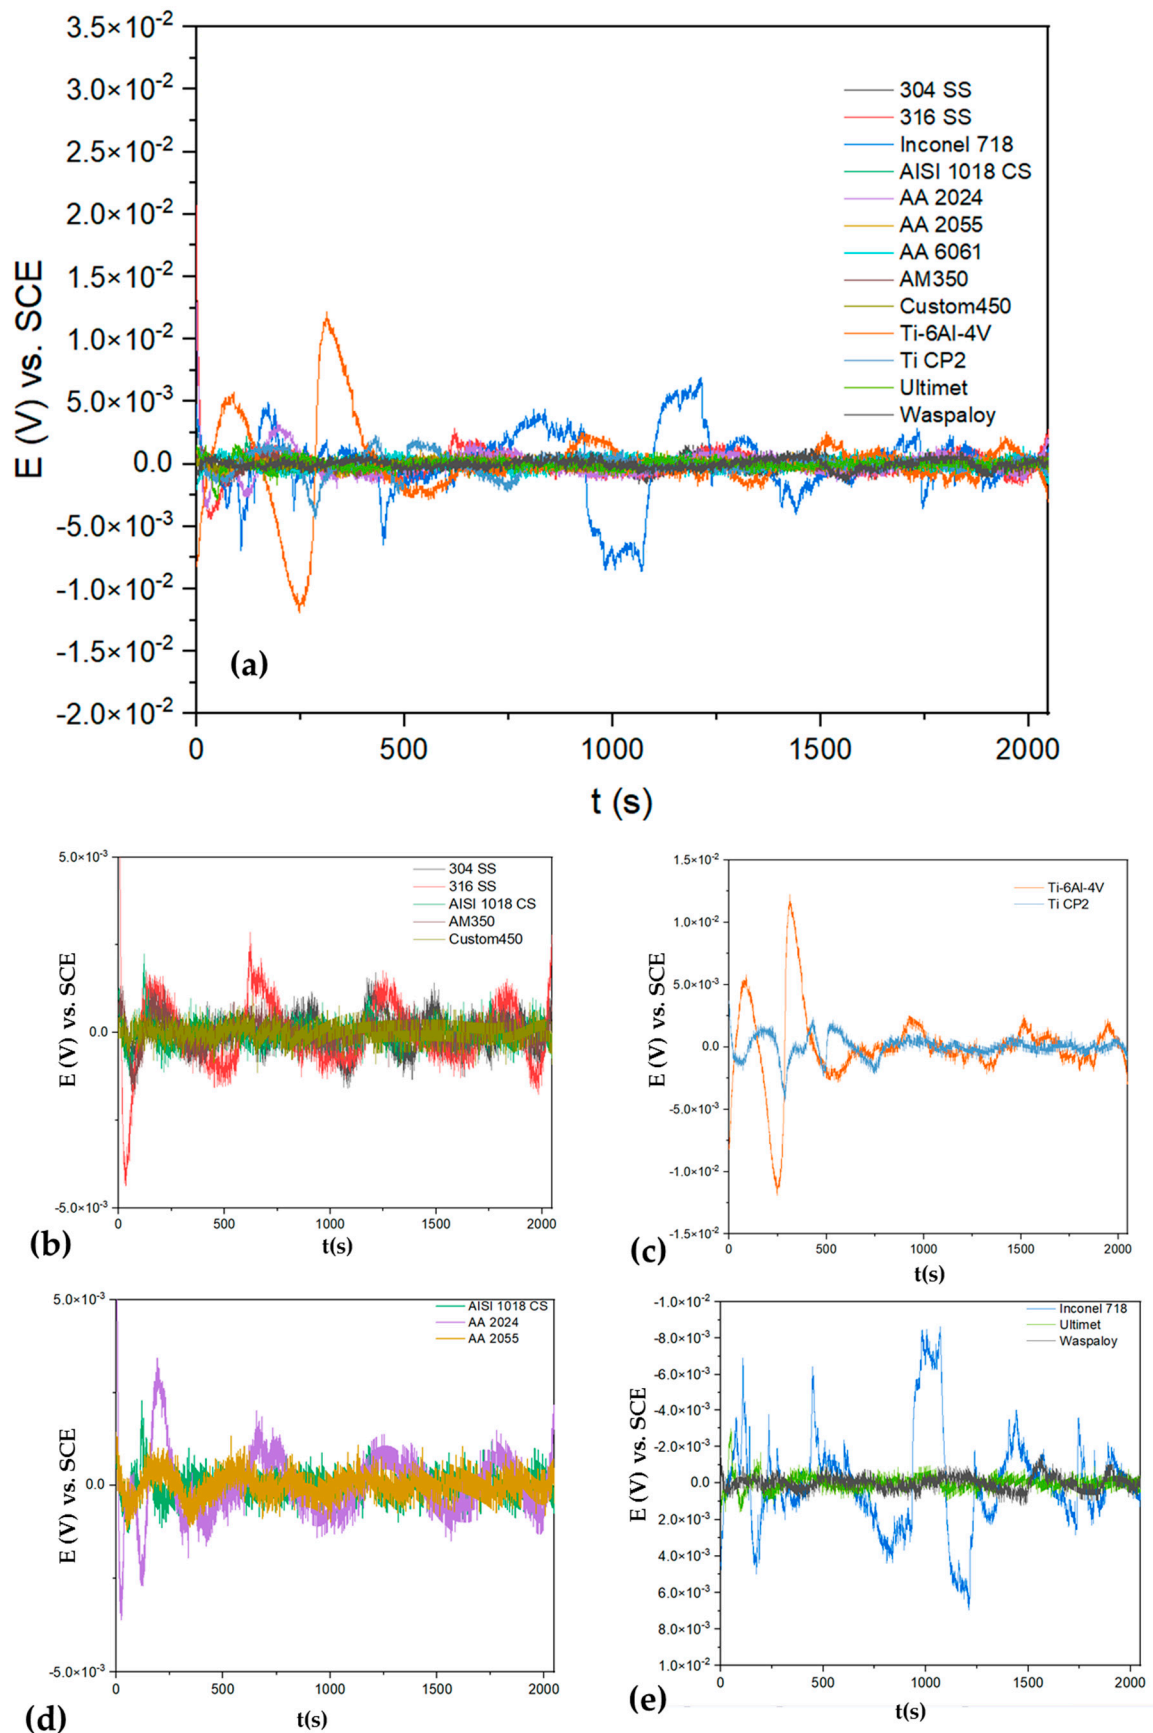 3.5×10⁻²
3.0×10⁻²
2.5×10⁻²
2.0×10⁻²
1.5×10⁻²
1.0×10⁻²
5.0×10⁻³
0.0
-5.0×10⁻³
-1.0×10⁻²
-1.5×10⁻²
-2.0×10⁻²
E (V) vs. SCE
304 SS
316 SS
Inconel 718
AISI 1018 CS
AA 2024
AA 2055
AA 6061
AM350
Custom450
Ti-6Al-4V
Ti CP2
Ultimet
Waspaloy
(a)
0 500 1000 1500 2000
t (s)
5.0×10⁻³
0.0
-5.0×10⁻³
E (V) vs. SCE
304 SS
316 SS
AISI 1018 CS
AM350
Custom450
0 500 1000 1500 2000
t(s)
(b)
1.5×10⁻²
1.0×10⁻²
5.0×10⁻³
0.0
-5.0×10⁻³
-1.0×10⁻²
-1.5×10⁻²
E (V) vs. SCE
Ti-6Al-4V
Ti CP2
0 500 1000 1500 2000
t(s)
(c)
5.0×10⁻³
0.0
-5.0×10⁻³
E (V) vs. SCE
AISI 1018 CS
AA 2024
AA 2055
0 500 1000 1500 2000
t(s)
(d)
-1.0×10⁻²
-8.0×10⁻³
-6.0×10⁻³
-4.0×10⁻³
-2.0×10⁻³
0.0
2.0×10⁻³
4.0×10⁻³
6.0×10⁻³
8.0×10⁻³
1.0×10⁻²
E (V) vs. SCE
Inconel 718
Ultimet
Waspaloy
0 500 1000 1500 2000
t(s)
(e)